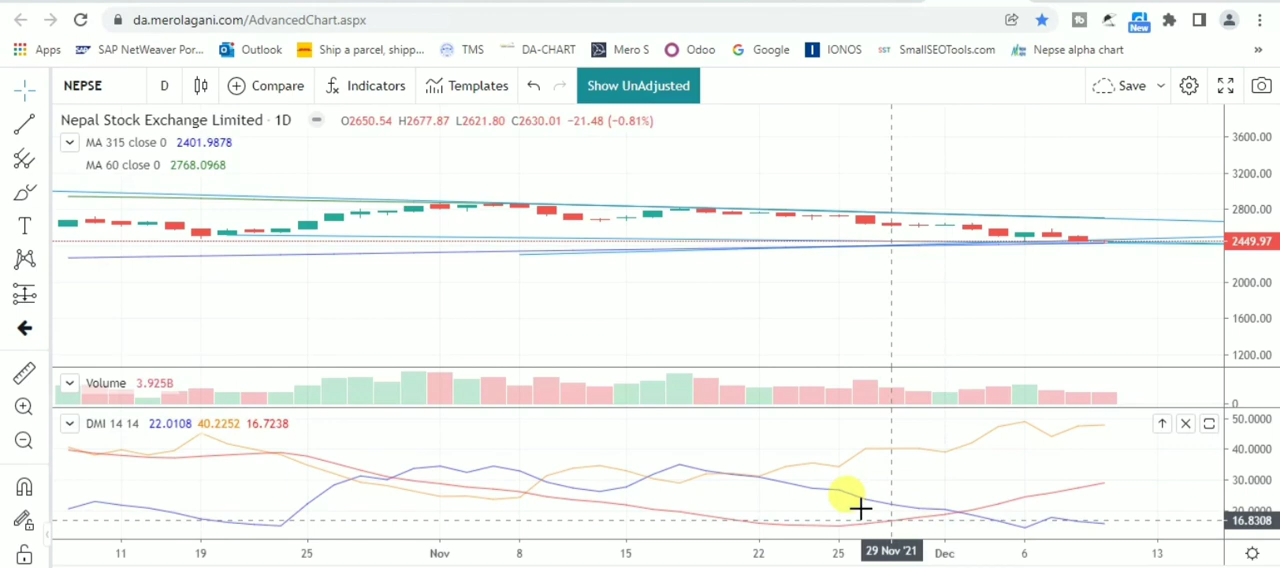 da.merolagani.com/AdvancedChart.aspx
New
Apps SAP NetWeaver Por... Outlook Ship a parcel, shipp... TMS DA-CHART Mero S Odoo Google IONOS SST SmallSEOTools.com Nepse alpha chart »
NEPSE D Compare Indicators Templates Show UnAdjusted Save
Nepal Stock Exchange Limited · 1D O2650.54 H2677.87 L2621.80 C2630.01 −21.48 (−0.81%)
MA 315 close 0 2401.9878
MA 60 close 0 2768.0968
3600.00
3200.00
2800.00
2449.97
2000.00
1600.00
1200.00
Volume 3.925B
0
DMI 14 14 22.0108 40.2252 16.7238
50.0000
40.0000
30.0000
16.8308
11 19 25 Nov 8 15 22 25 29 Nov '21 Dec 6 13